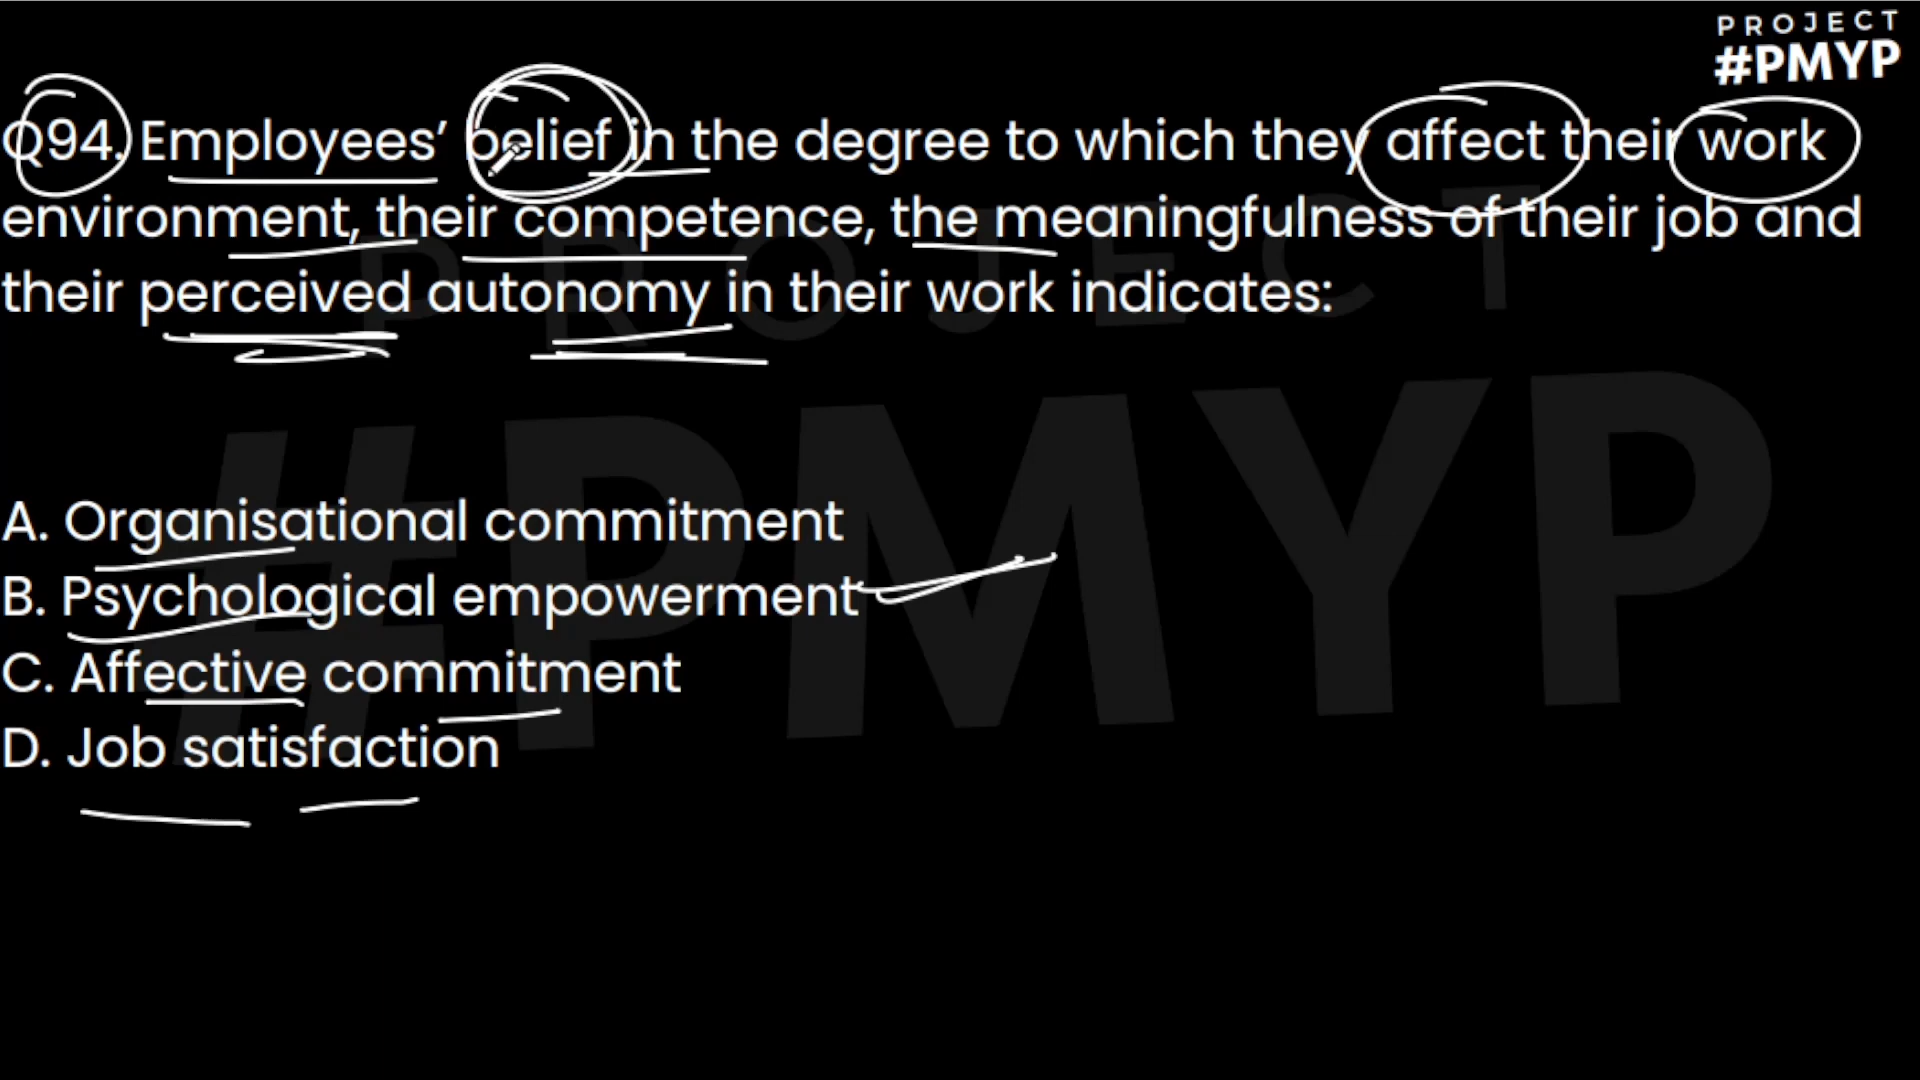 PROJECT
#PMYP
Q94. Employees’ belief in the degree to which they affect their work
environment, their competence, the meaningfulness of their job and
their perceived autonomy in their work indicates:
PROJECT
#PMYP
A. Organisational commitment
B. Psychological empowerment
C. Affective commitment
D. Job satisfaction